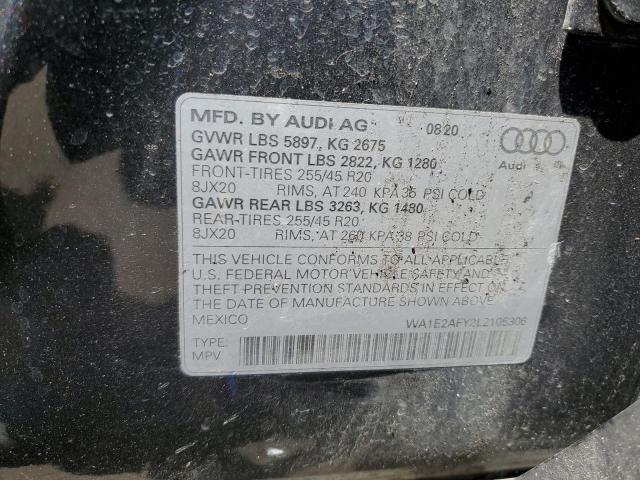 MFD. BY AUDI AG 08 20
GVWR LBS 5897, KG 2675
GAWR FRONT LBS 2822, KG 1280
FRONT-TIRES 255/45 R20
8JX20 RIMS, AT 240 KPA 35 PSI COLD
GAWR REAR LBS 3263, KG 1480
REAR-TIRES 255/45 R20
8JX20 RIMS, AT 260 KPA 38 PSI COLD
Audi
THIS VEHICLE CONFORMS TO ALL APPLICABLE
U.S. FEDERAL MOTOR VEHICLE SAFETY AND
THEFT PREVENTION STANDARDS IN EFFECT ON
THE DATE OF MANUFACTURE SHOWN ABOVE.
MEXICO WA1E2AFY2L2105306
TYPE:
MPV